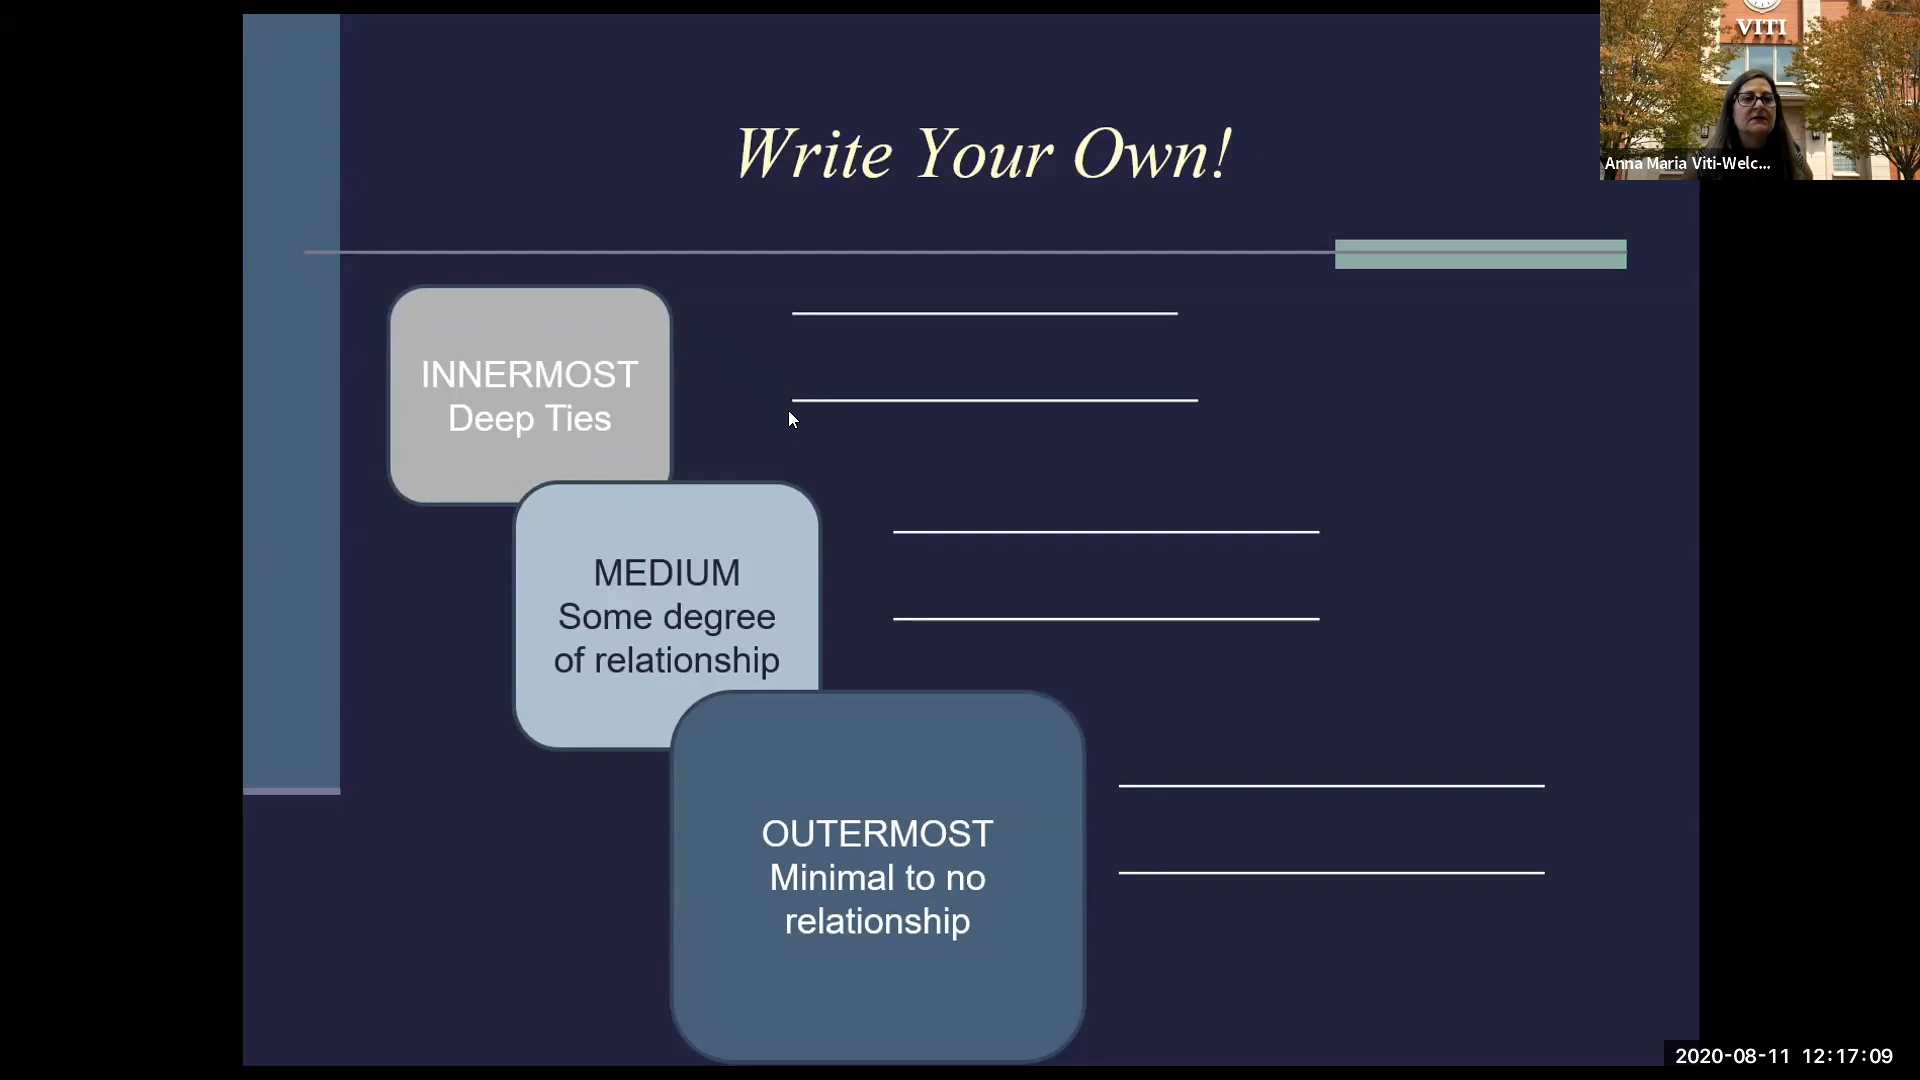 VITI
Anna Maria Viti-Welc...
Write Your Own!
INNERMOST
Deep Ties
MEDIUM
Some degree
of relationship
OUTERMOST
Minimal to no
relationship
2020-08-11 12:17:09